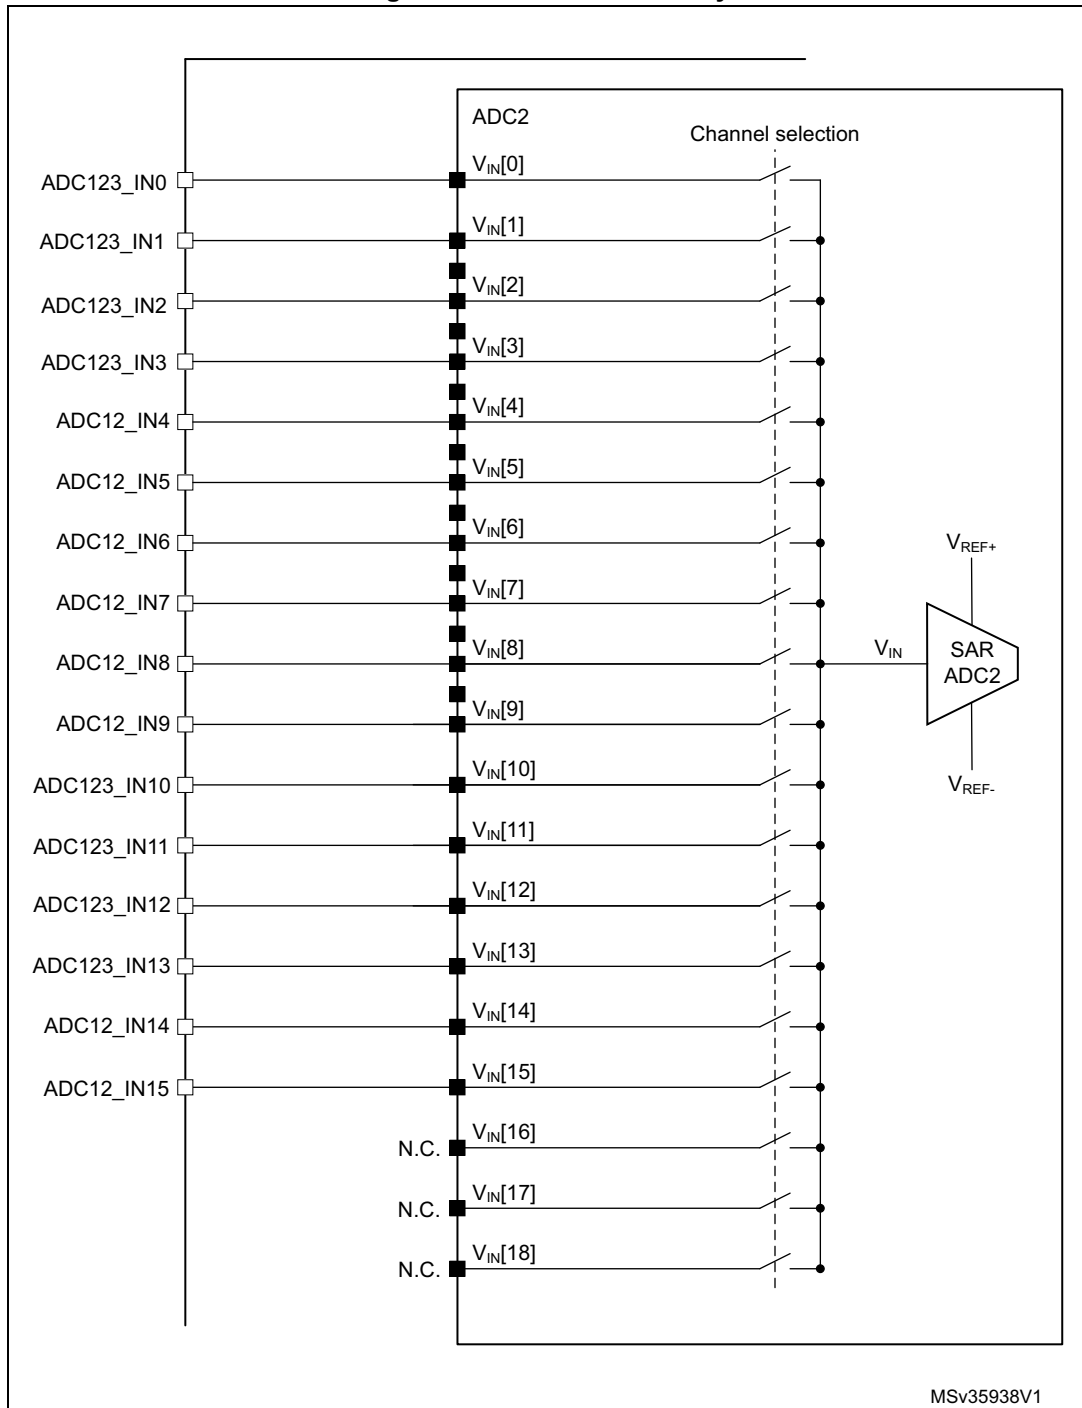 ADC2
Channel selection
ADC123_IN0 VIN[0]
ADC123_IN1 VIN[1]
ADC123_IN2 VIN[2]
ADC123_IN3 VIN[3]
ADC12_IN4 VIN[4]
ADC12_IN5 VIN[5]
ADC12_IN6 VIN[6]
VREF+
ADC12_IN7 VIN[7]
ADC12_IN8 VIN[8] VIN SAR
ADC2
ADC12_IN9 VIN[9]
ADC123_IN10 VIN[10]
VREF-
ADC123_IN11 VIN[11]
ADC123_IN12 VIN[12]
ADC123_IN13 VIN[13]
ADC12_IN14 VIN[14]
ADC12_IN15 VIN[15]
N.C. VIN[16]
N.C. VIN[17]
N.C. VIN[18]
MSv35938V1